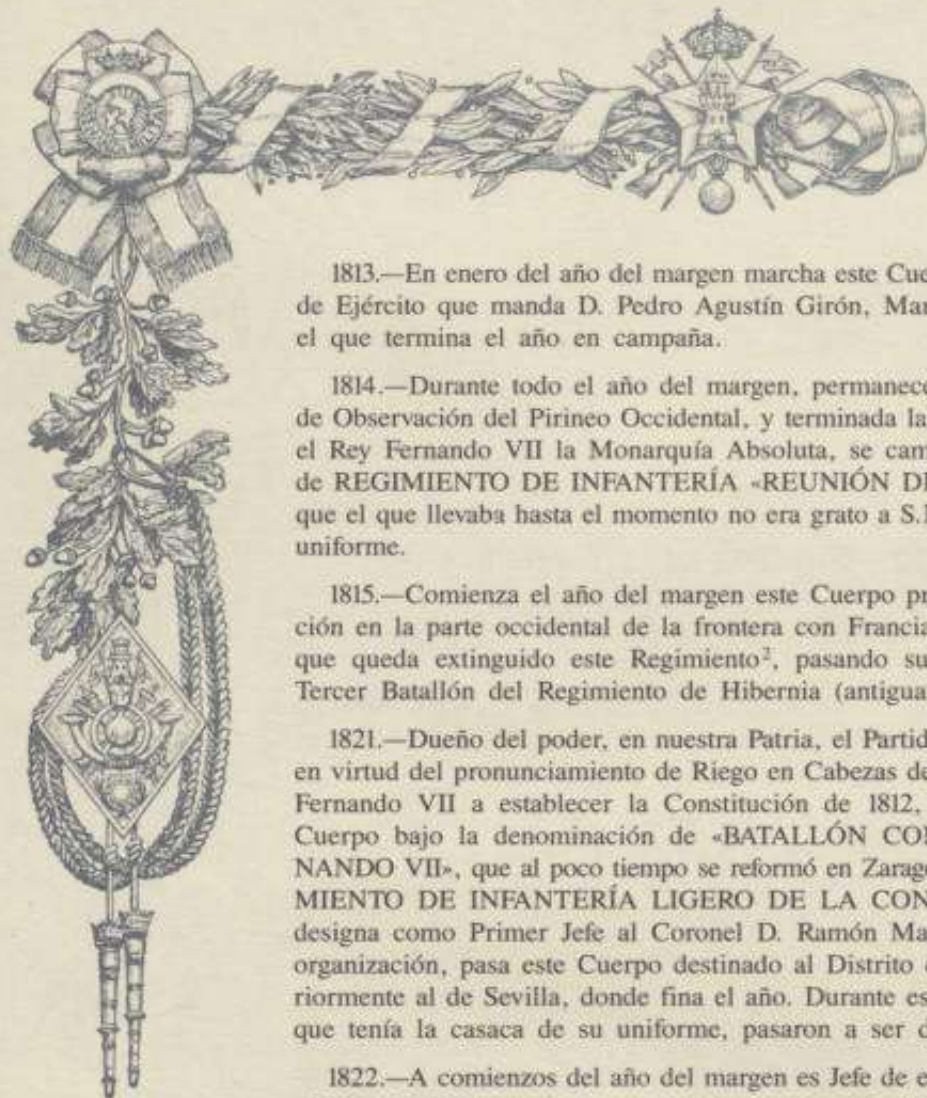 1813.—En enero del año del margen marcha este Cue
de Ejército que manda D. Pedro Agustín Girón, Mar
el que termina el año en campaña.
1814.—Durante todo el año del margen, permanece
de Observación del Pirineo Occidental, y terminada la
el Rey Fernando VII la Monarquía Absoluta, se cam
de REGIMIENTO DE INFANTERÍA «REUNIÓN DE
que el que llevaba hasta el momento no era grato a S.
uniforme.
1815.—Comienza el año del margen este Cuerpo pr
ción en la parte occidental de la frontera con Francia
que queda extinguido este Regimiento², pasando su
Tercer Batallón del Regimiento de Hibernia (antigua
1821.—Dueño del poder, en nuestra Patria, el Partid
en virtud del pronunciamiento de Riego en Cabezas de
Fernando VII a establecer la Constitución de 1812,
Cuerpo bajo la denominación de «BATALLÓN CO
NANDO VII», que al poco tiempo se reformó en Zarag
MIENTO DE INFANTERÍA LIGERO DE LA CON
designa como Primer Jefe al Coronel D. Ramón Ma
organización, pasa este Cuerpo destinado al Distrito
riormente al de Sevilla, donde fina el año. Durante es
que tenía la casaca de su uniforme, pasaron a ser d
1822.—A comienzos del año del margen es Jefe de e